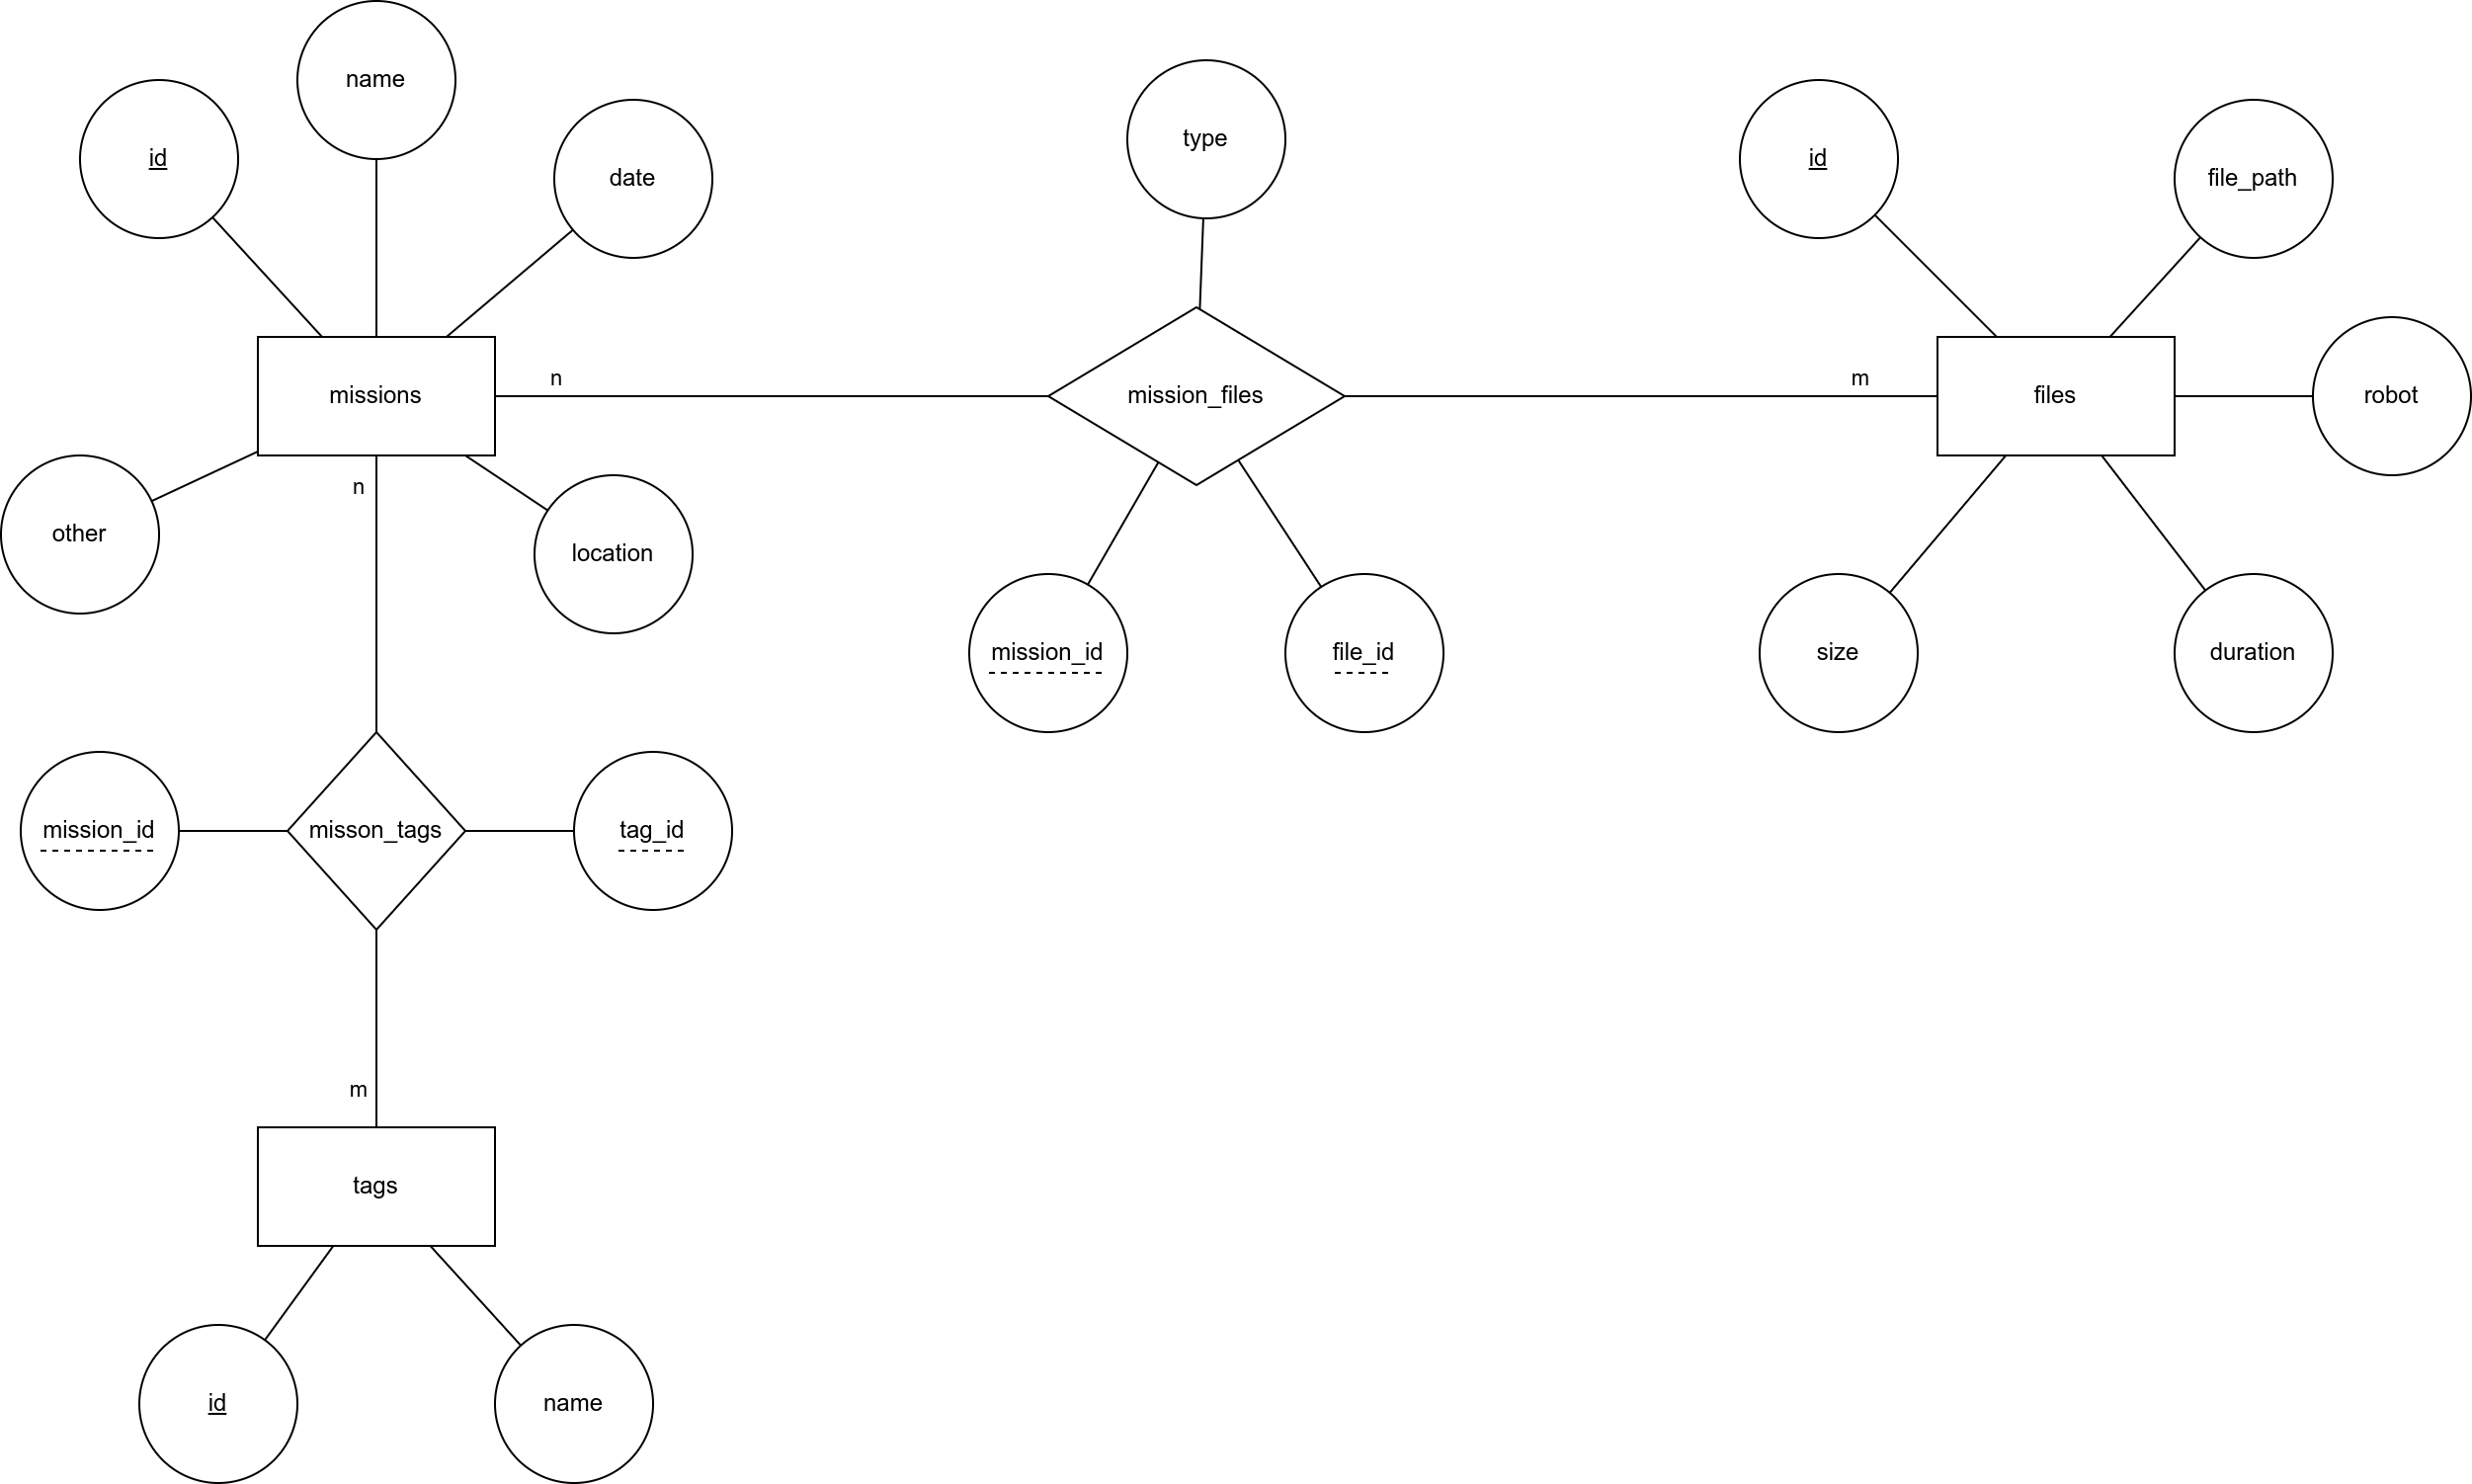 name
id
date
type
id
file_path
missions
n
mission_files
m
files
robot
n
other
location
mission_id
file_id
size
duration
mission_id
misson_tags
tag_id
m
tags
id
name